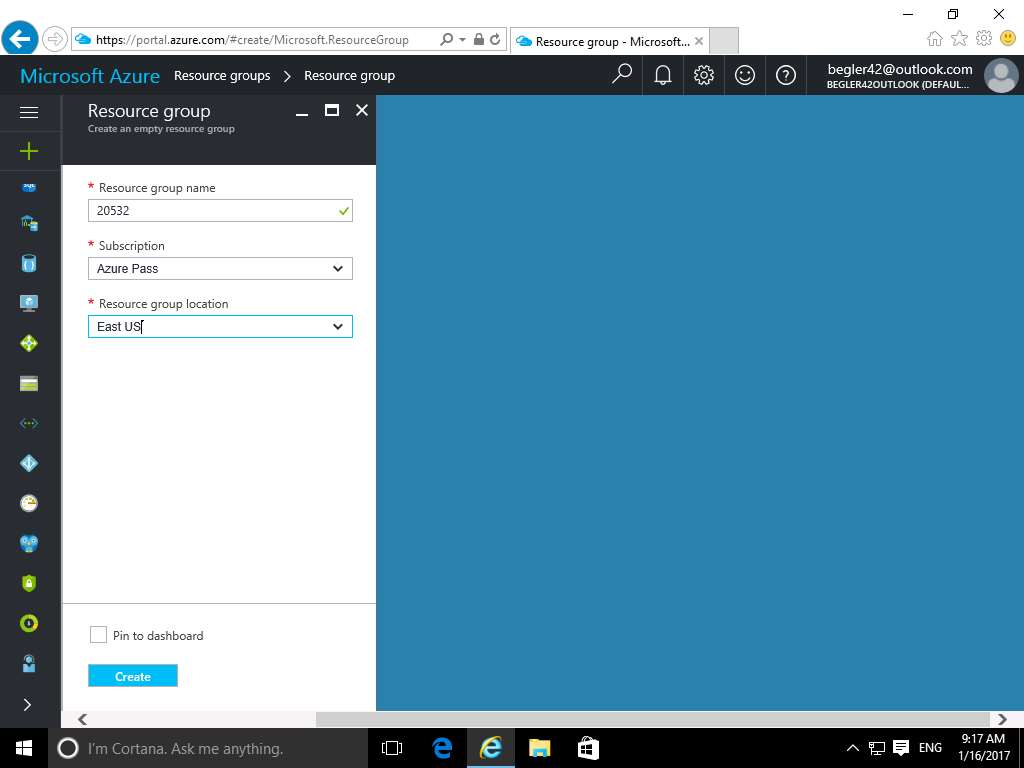 https://portal.azure.com/#create/Microsoft.ResourceGroup
Resource group - Microsoft...
Microsoft Azure
Resource groups
Resource group
begler42@outlook.com
BEGLER42OUTLOOK (DEFAUL...
Resource group
Create an empty resource group
SQL
* Resource group name
20532
* Subscription
Azure Pass
* Resource group location
East US
Pin to dashboard
Create
I'm Cortana. Ask me anything.
ENG
9:17 AM
1/16/2017